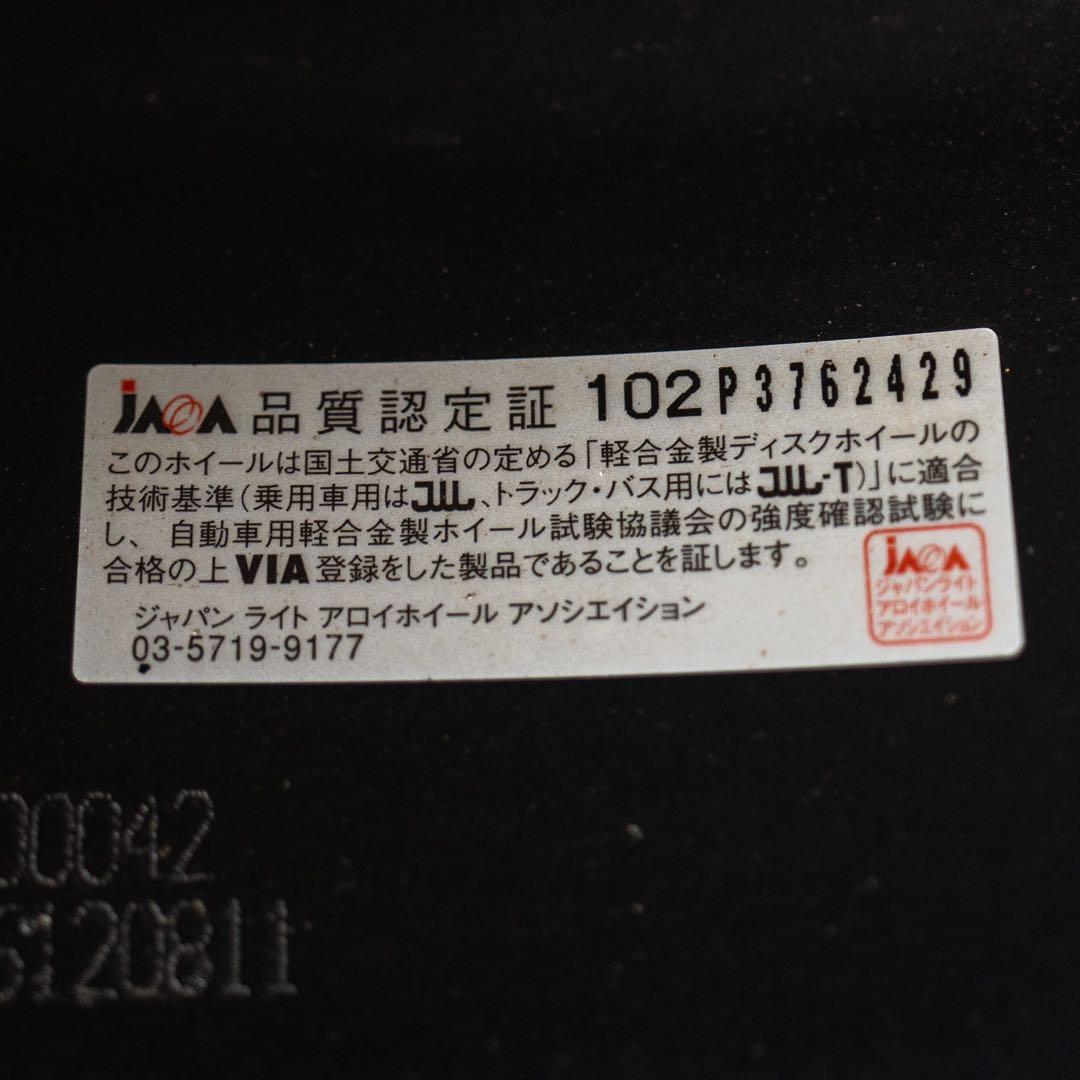 JAWA 品質認定証 102P3762429
このホイールは国土交通省の定める「軽合金製ディスクホイールの
技術基準(乗用車用はJWL、トラック・バス用にはJWL-T)」に適合
し、自動車用軽合金製ホイール試験協議会の強度確認試験に
合格の上VIA登録をした製品であることを証します。
ジャパン ライト アロイホイール アソシエイション
03-5719-9177
JAWA
ジャパンライト
アロイホイール
アソシエイション
00042
6120811